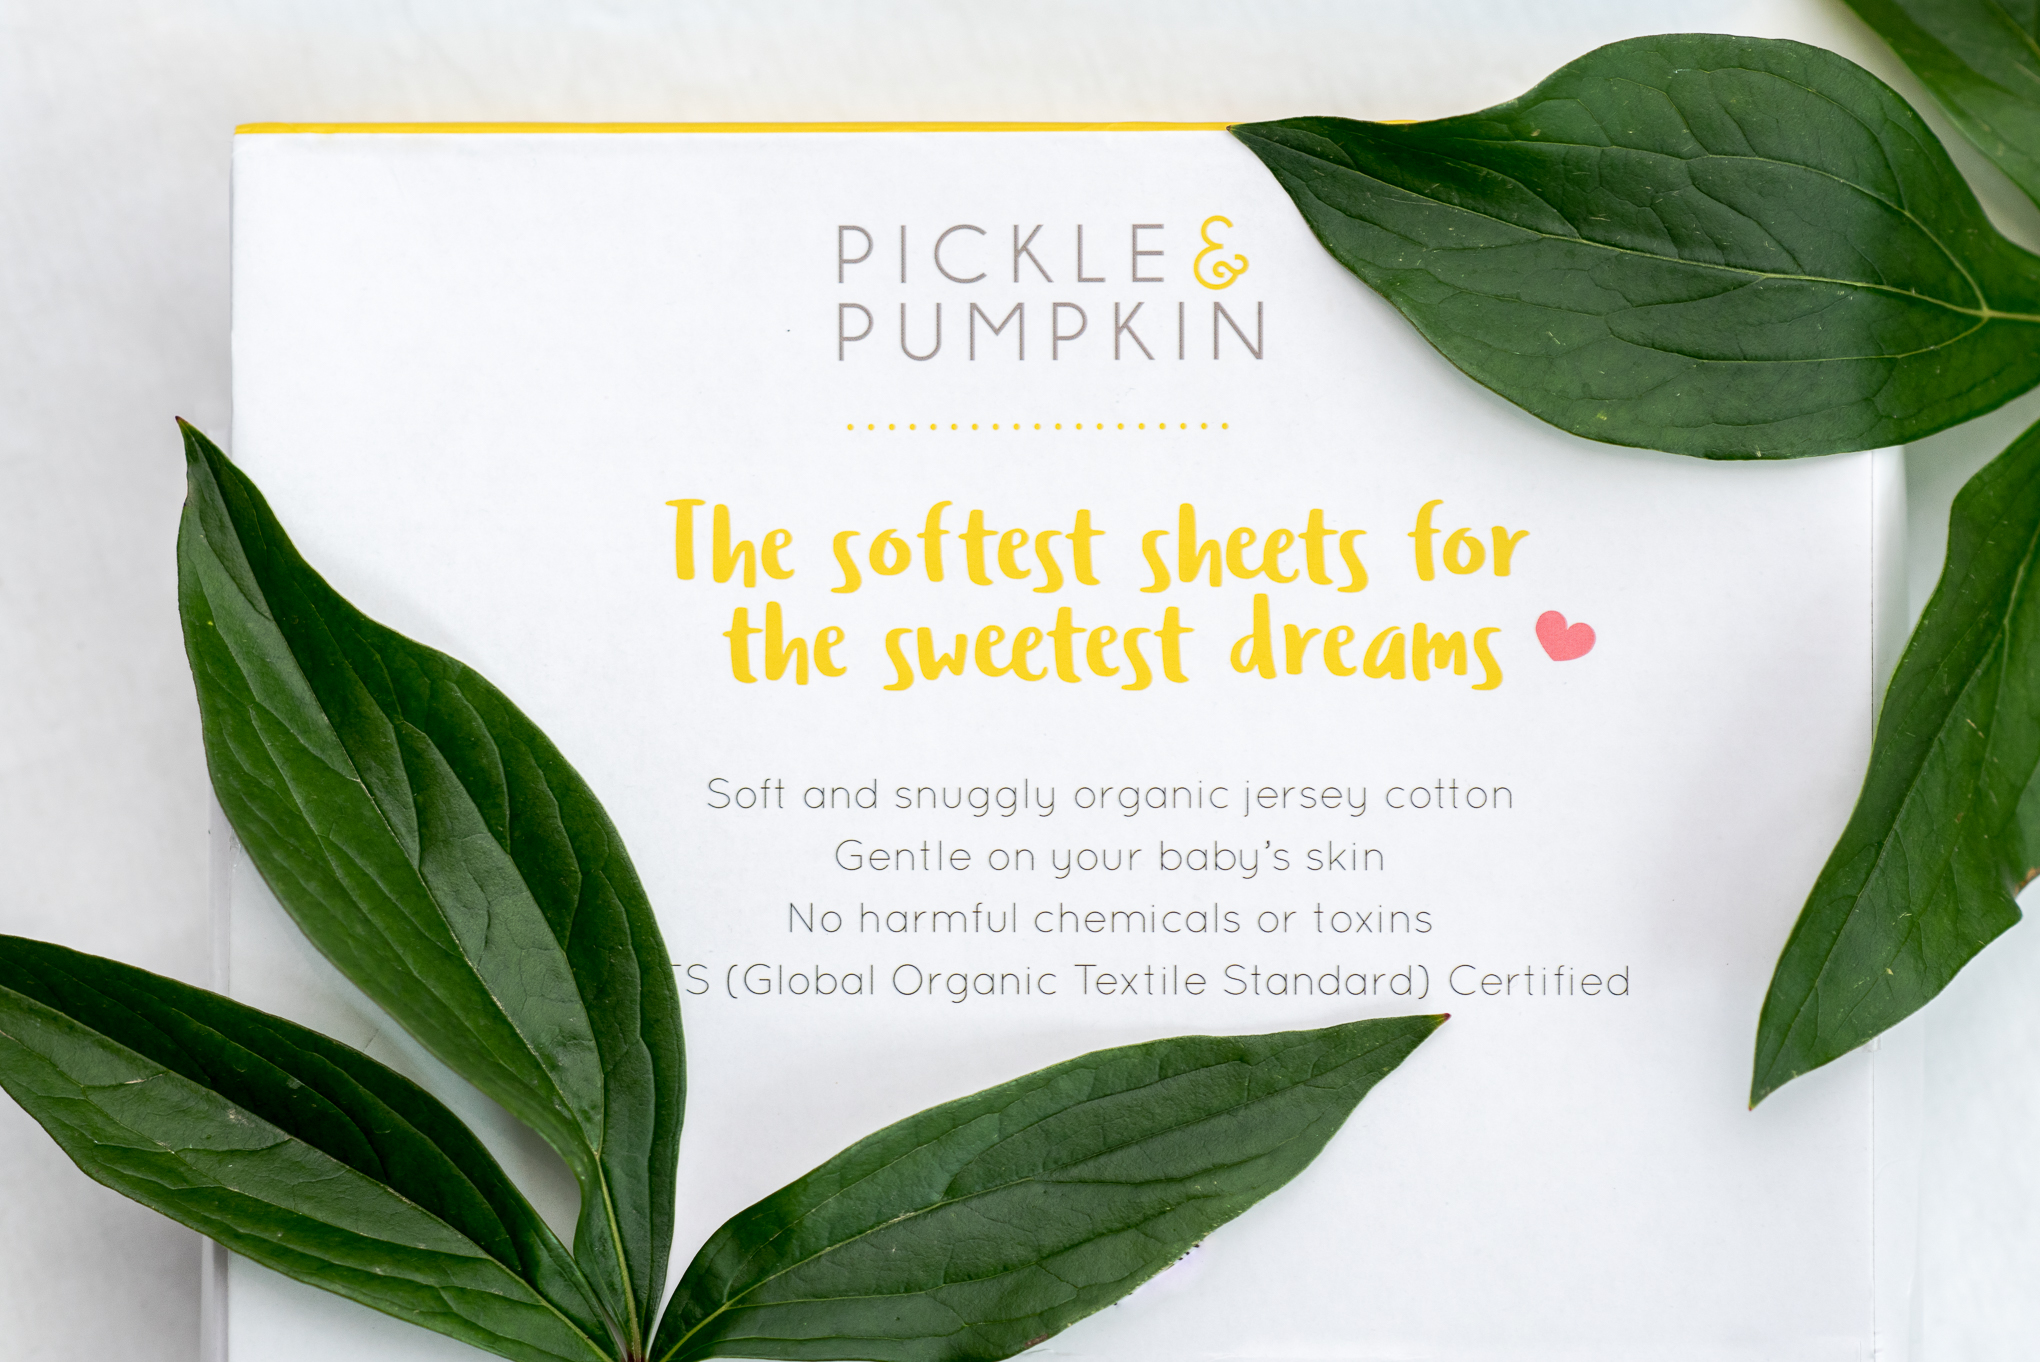 PICKLE &
PUMPKIN
The softest sheets for
the sweetest dreams
Soft and snuggly organic jersey cotton
Gentle on your baby's skin
No harmful chemicals or toxins
(Global Organic Textile Standard) Certified